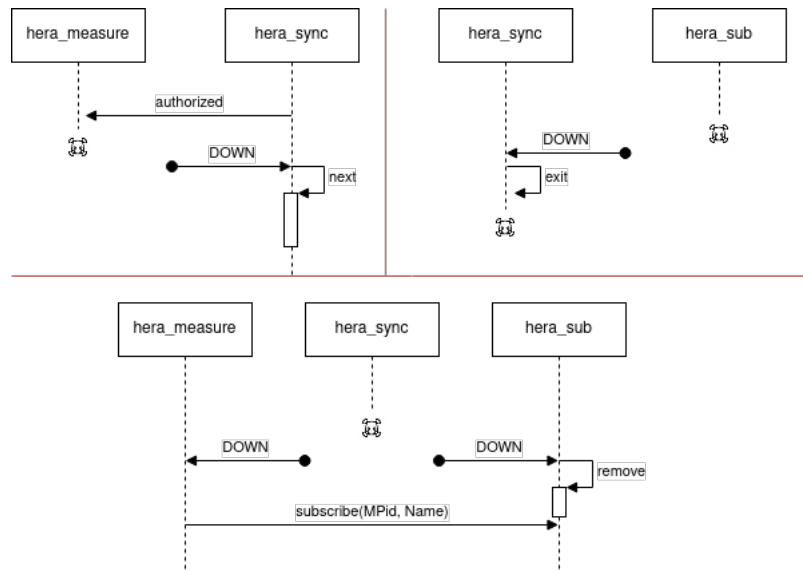 hera_measure
hera_sync
authorized
DOWN
next
hera_sync
hera_sub
DOWN
exit
hera_measure
hera_sync
hera_sub
DOWN
DOWN
remove
subscribe(MPid, Name)